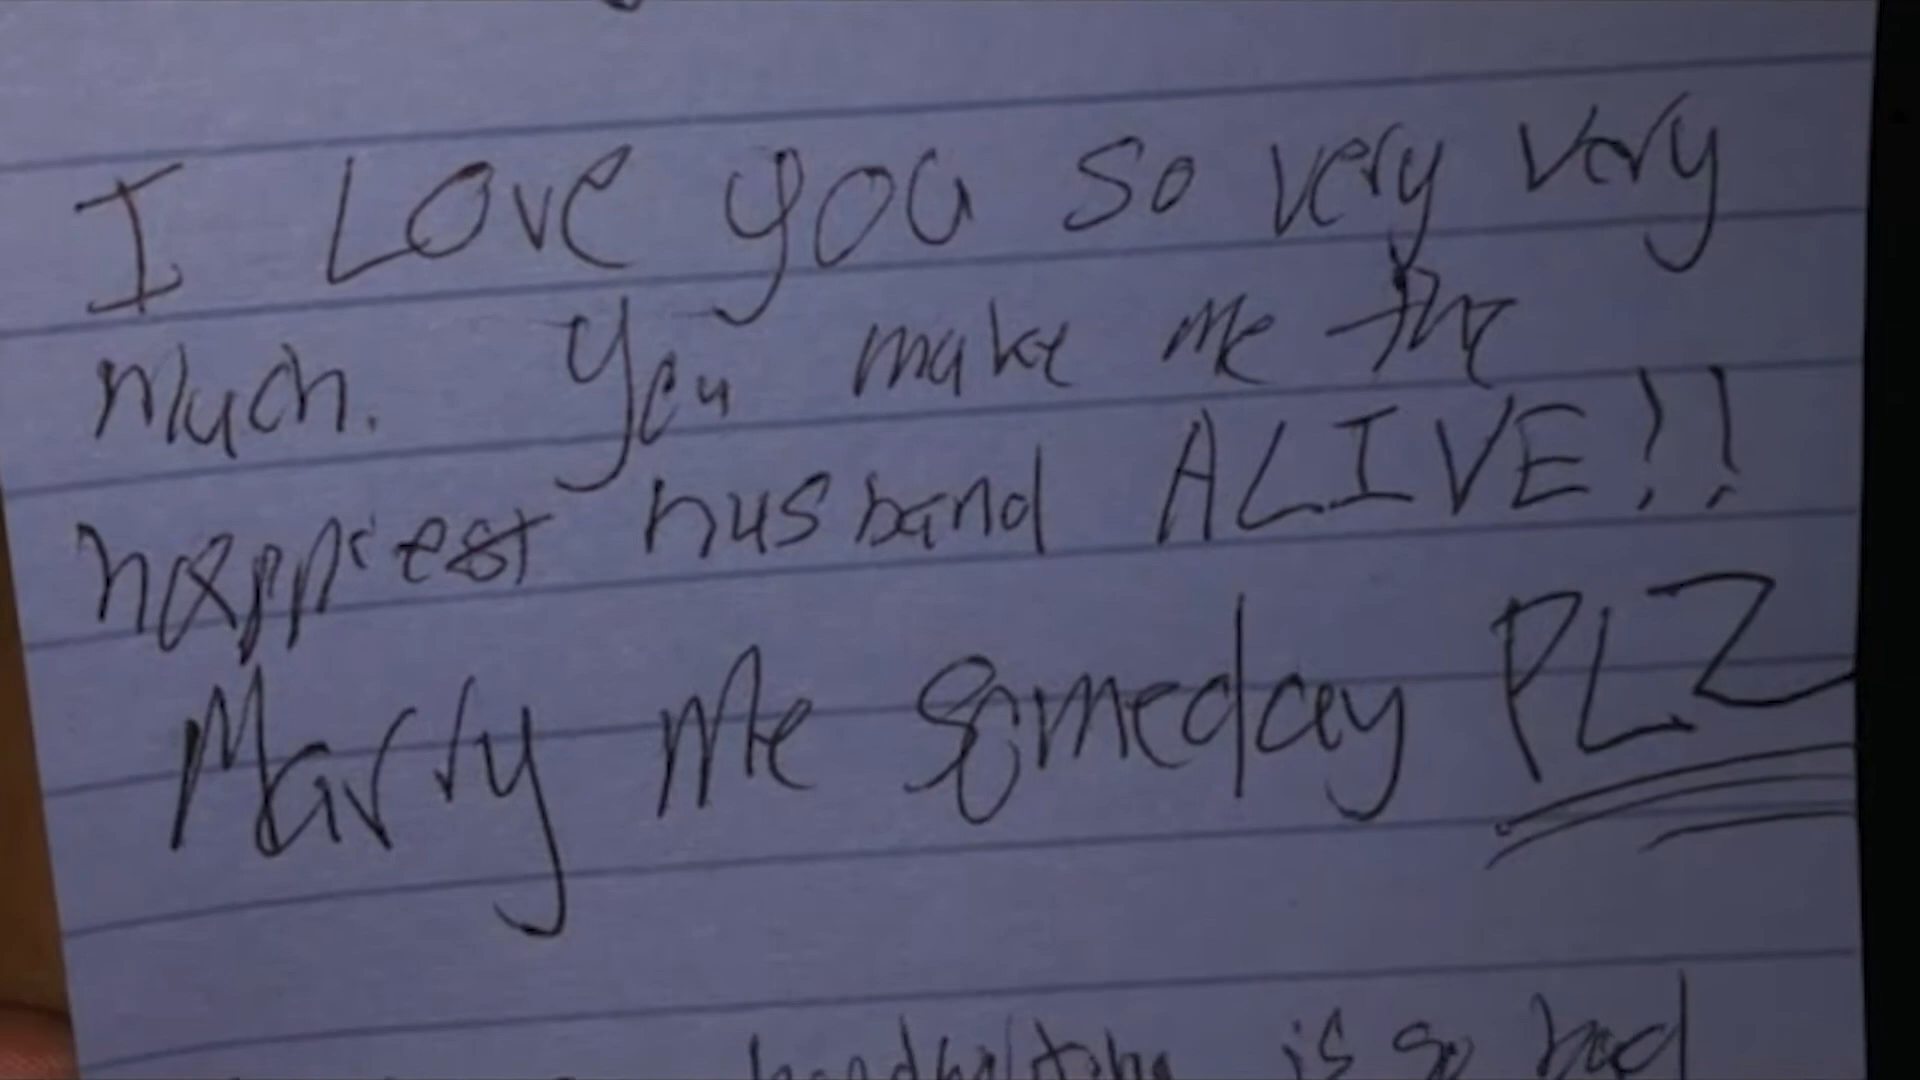 I LOVE you so very very
much. You make me the
happiest husband ALIVE!!
Marry me someday PLZ
handwriting is so bad